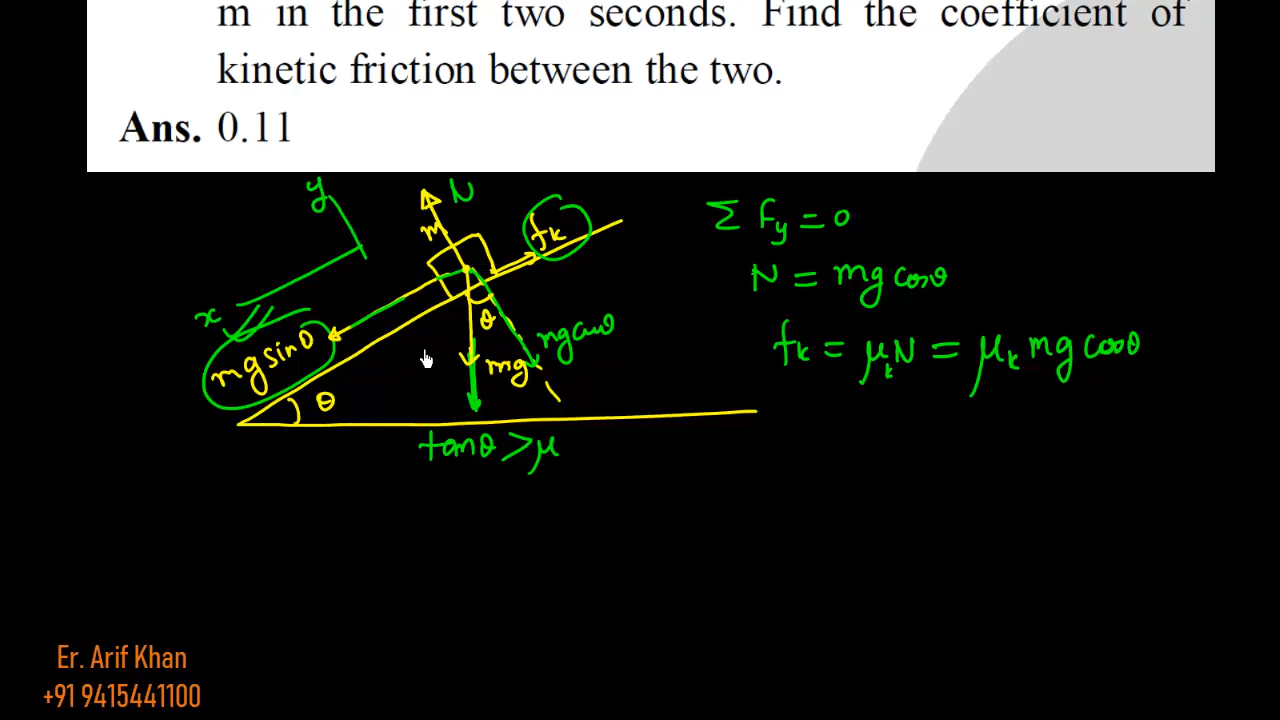 m in the first two seconds. Find the coefficient of
kinetic friction between the two.
Ans. 0.11
y
N
m
fk
x
mg sinθ
θ
mg
mg cosθ
θ
tanθ > μ
Σ Fy = 0
N = mg cosθ
fk = μk N = μk mg cosθ
Er. Arif Khan
+91 9415441100